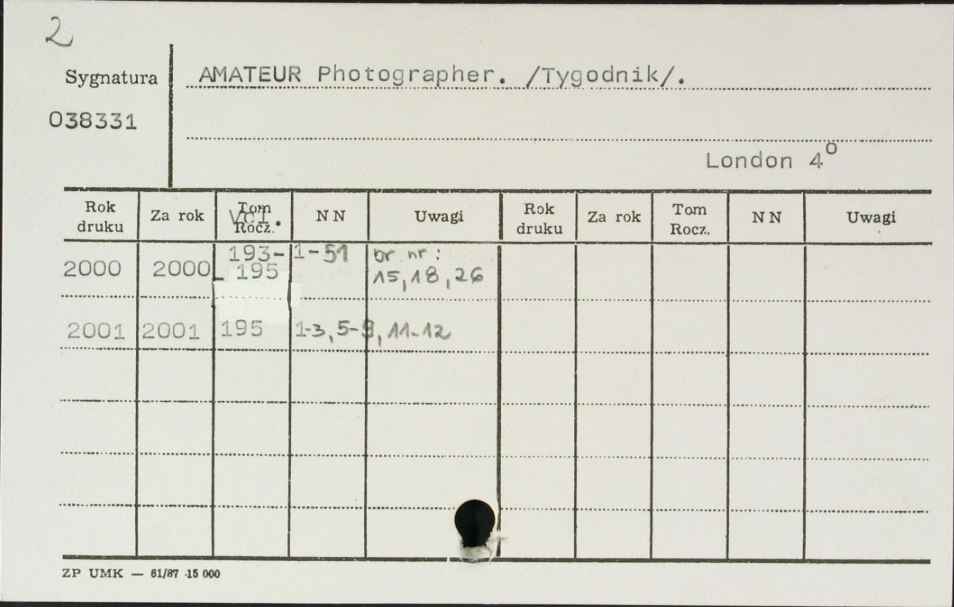 2
Sygnatura AMATEUR Photographer. /Tygodnik/.
038331
London 4o
Rok druku Za rok Tom Rocz. Vol. NN Uwagi Rok druku Za rok Tom Rocz. NN Uwagi
2000 2000 193-195 1-51 br nr: 15,18,26
2001 2001 195 1-3,5-9,11-12
ZP UMK — 61/87 -15 000